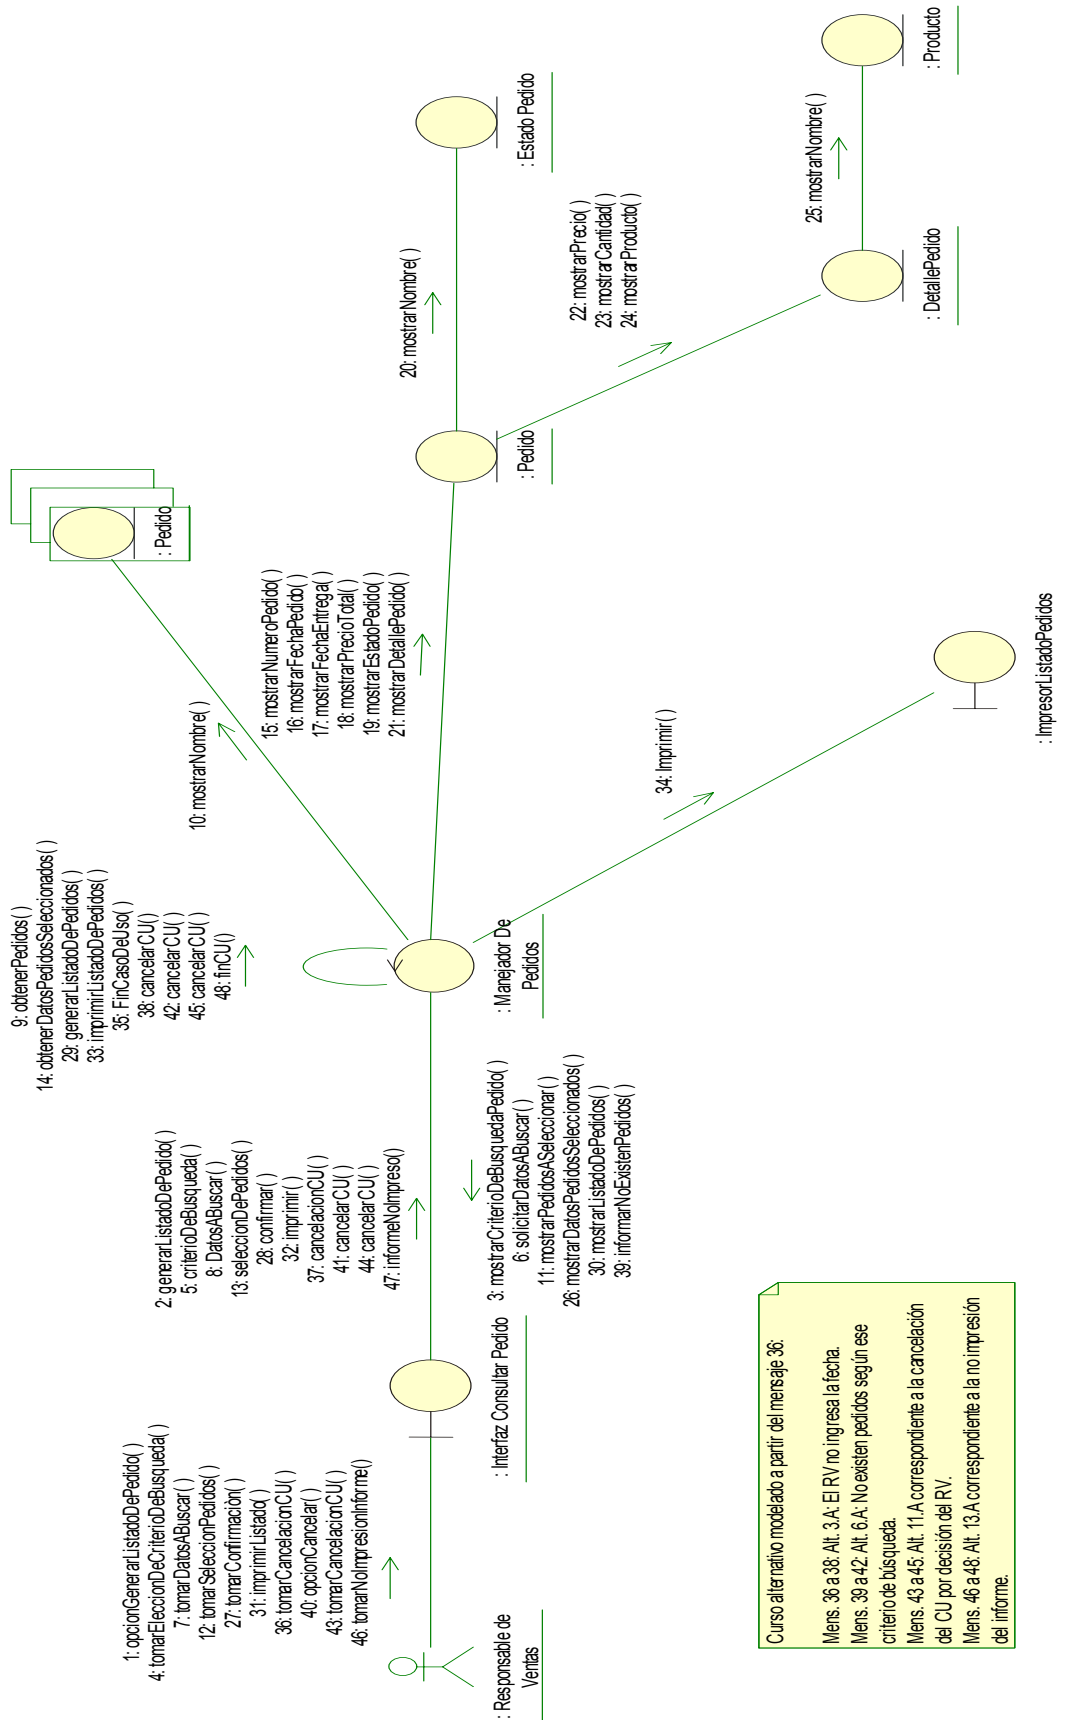 1: opcionGenerarListadoDePedido( )
4: tomarEleccionDeCriterioDeBusqueda( )
7: tomarDatosABuscar( )
12: tomarSeleccionPedidos( )
27: tomarConfirmación( )
31: imprimirListado( )
36: tomarCancelacionCU( )
40: opcionCancelar( )
43: tomarCancelacionCU( )
46: tomarNoImpresionInforme()
: Responsable de
Ventas
2: generarListadoDePedido( )
5: criterioDeBusqueda( )
8: DatosABuscar( )
13: seleccionDePedidos( )
28: confirmar( )
32: imprimir( )
37: cancelacionCU( )
41: cancelarCU( )
44: cancelarCU( )
47: informeNoImpreso()
3: mostrarCriterioDeBusquedaPedido( )
6: solicitarDatosABuscar( )
11: mostrarPedidosASeleccionar( )
26: mostrarDatosPedidosSeleccionados( )
30: mostrarListadoDePedidos( )
39: informarNoExistenPedidos( )
: Interfaz Consultar Pedido
9: obtenerPedidos( )
14: obtenerDatosPedidosSeleccionados( )
29: generarListadoDePedidos( )
33: imprimirListadoDePedidos( )
35: FinCasoDeUso( )
38: cancelarCU()
42: cancelarCU( )
45: cancelarCU( )
48: finCU()
: Manejador De
Pedidos
10: mostrarNombre( )
: Pedido
15: mostrarNumeroPedido( )
16: mostrarFechaPedido( )
17: mostrarFechaEntrega( )
18: mostrarPrecioTotal( )
19: mostrarEstadoPedido( )
21: mostrarDetallePedido( )
: Pedido
20: mostrarNombre( )
: Estado Pedido
22: mostrarPrecio( )
23: mostrarCantidad( )
24: mostrarProducto( )
: DetallePedido
25: mostrarNombre( )
: Producto
34: Imprimir( )
: ImpresorListadoPedidos
Curso alternativo modelado a partir del mensaje 36:
Mens. 36 a 38: Alt. 3.A: El RV no ingresa la fecha.
Mens. 39 a 42: Alt. 6.A: No existen pedidos según ese
criterio de búsqueda.
Mens. 43 a 45: Alt. 11.A correspondiente a la cancelación
del CU por decisión del RV.
Mens. 46 a 48: Alt. 13.A correspondiente a la no impresión
del informe.